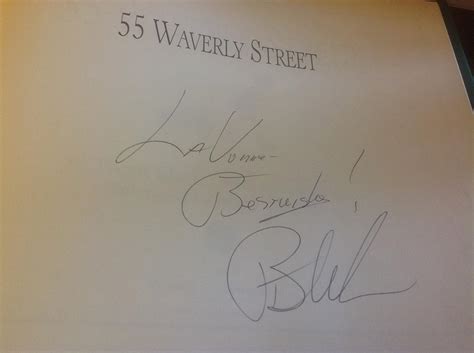 55 WAVERLY STREET
LaVonne-
Best wishes!